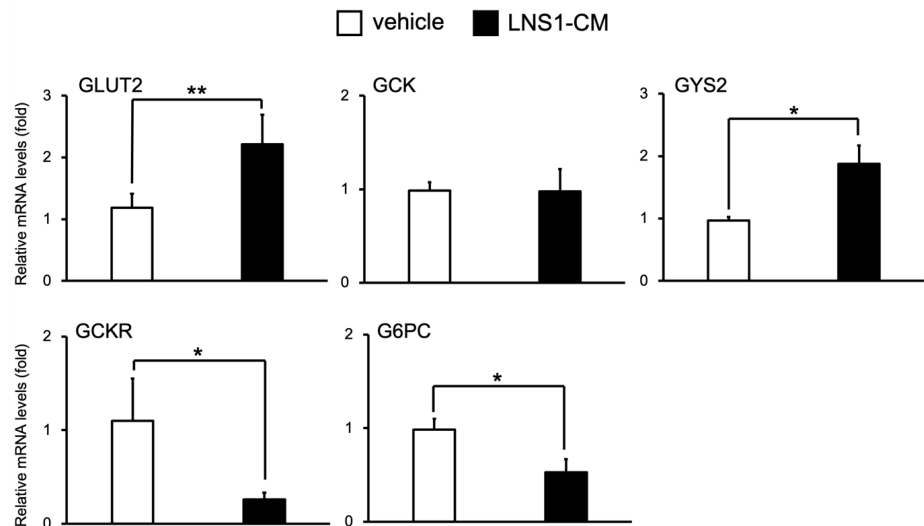 vehicle LNS1-CM
GLUT2
**
Relative mRNA levels (fold)
3
2
1
0
GCK
2
1
0
GYS2
*
3
2
1
0
GCKR
*
Relative mRNA levels (fold)
2
1
0
G6PC
*
2
1
0